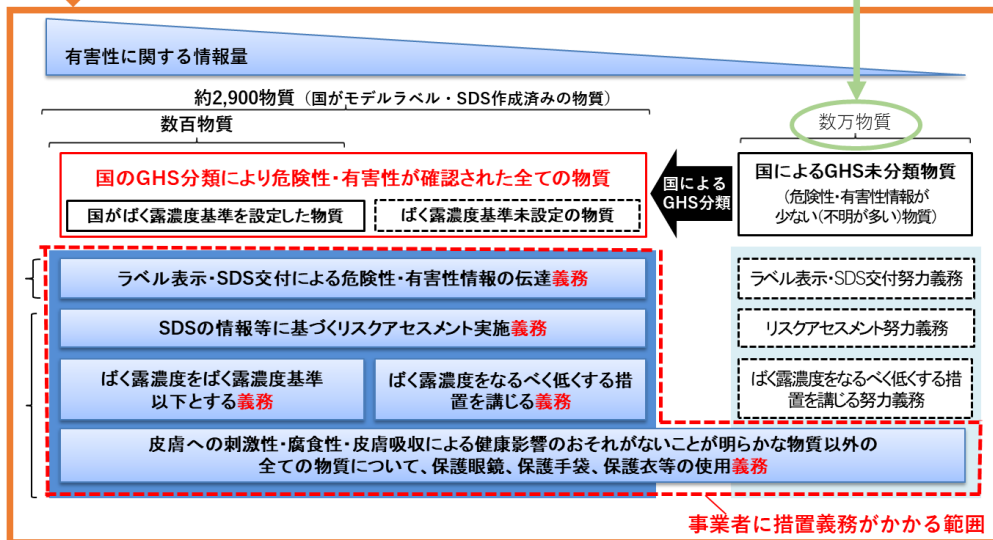 有害性に関する情報量
約2,900物質（国がモデルラベル・SDS作成済みの物質）
数百物質
数万物質
国のGHS分類により危険性・有害性が確認された全ての物質
国がばく露濃度基準を設定した物質
ばく露濃度基準未設定の物質
国による
GHS分類
国によるGHS未分類物質
(危険性・有害性情報が
少ない(不明が多い)物質)
ラベル表示・SDS交付による危険性・有害性情報の伝達義務
ラベル表示・SDS交付努力義務
SDSの情報等に基づくリスクアセスメント実施義務
リスクアセスメント努力義務
ばく露濃度をばく露濃度基準
以下とする義務
ばく露濃度をなるべく低くする措
置を講じる義務
ばく露濃度をなるべく低くする措
置を講じる努力義務
皮膚への刺激性・腐食性・皮膚吸収による健康影響のおそれがないことが明らかな物質以外の
全ての物質について、保護眼鏡、保護手袋、保護衣等の使用義務
事業者に措置義務がかかる範囲